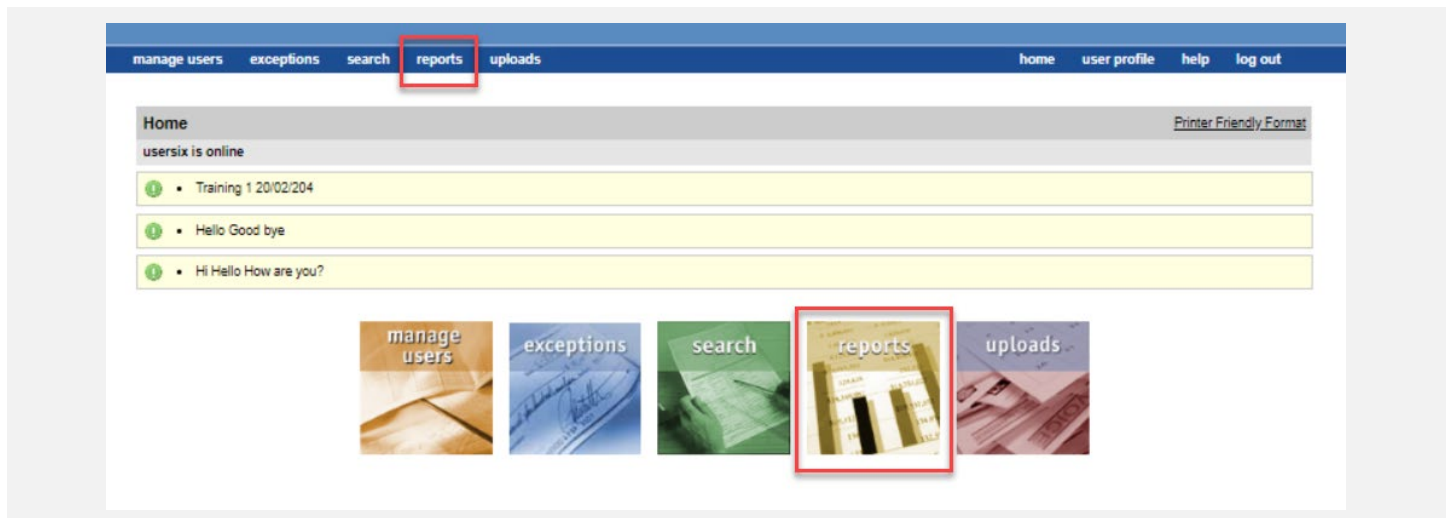 manage users exceptions search reports uploads home user profile help log out
Home Printer Friendly Format
usersix is online
• Training 1 20/02/204
• Hello Good bye
• Hi Hello How are you?
manage users exceptions search reports uploads